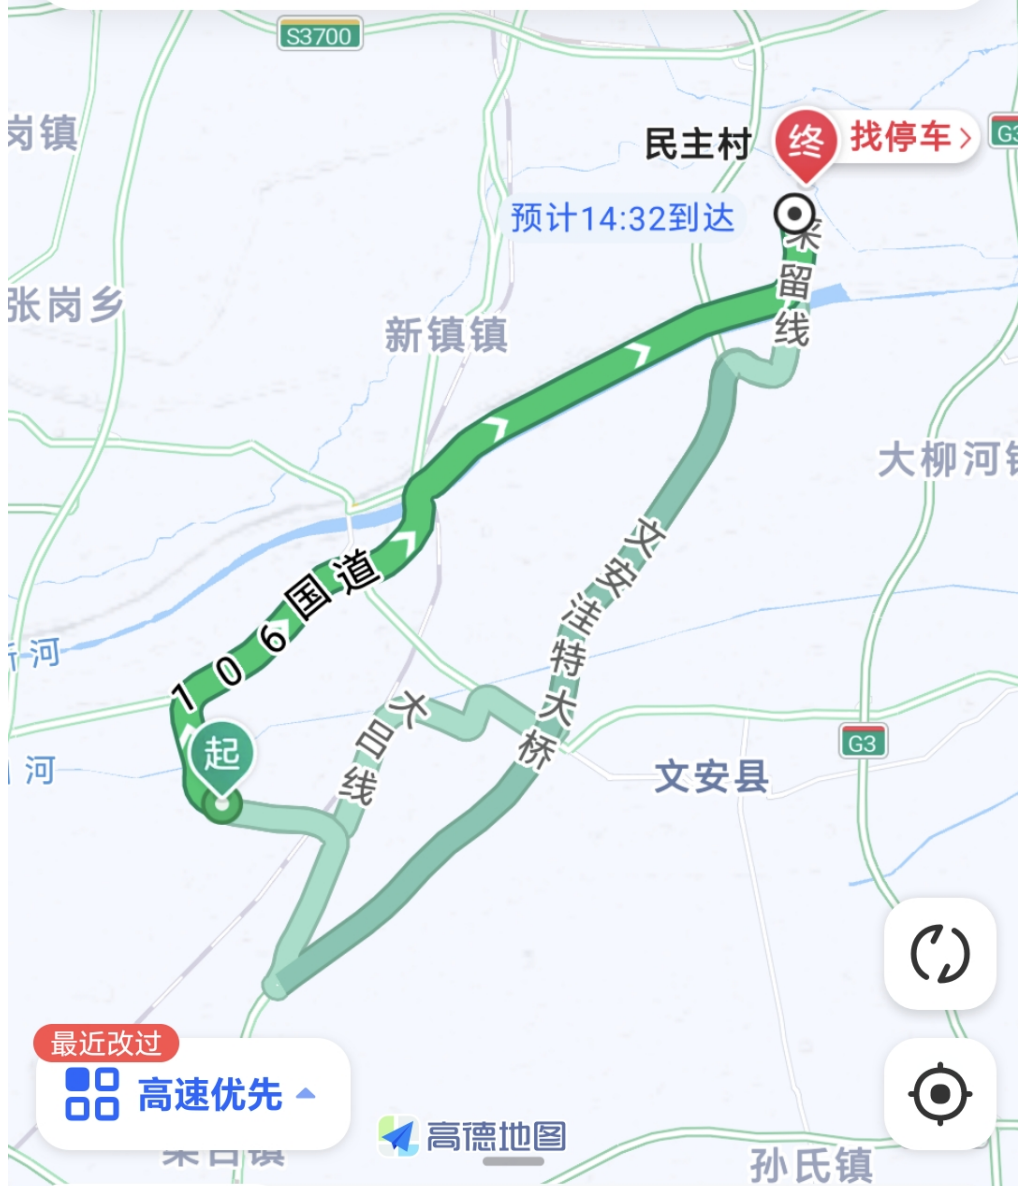 S3700
岗镇
民主村
终
找停车
G3
预计14:32到达
采留线
张岗乡
新镇镇
大柳河镇
文安洼特大桥
106国道
河
起
大吕线
河
G3
文安县
最近改过
高速优先
高德地图
孙氏镇